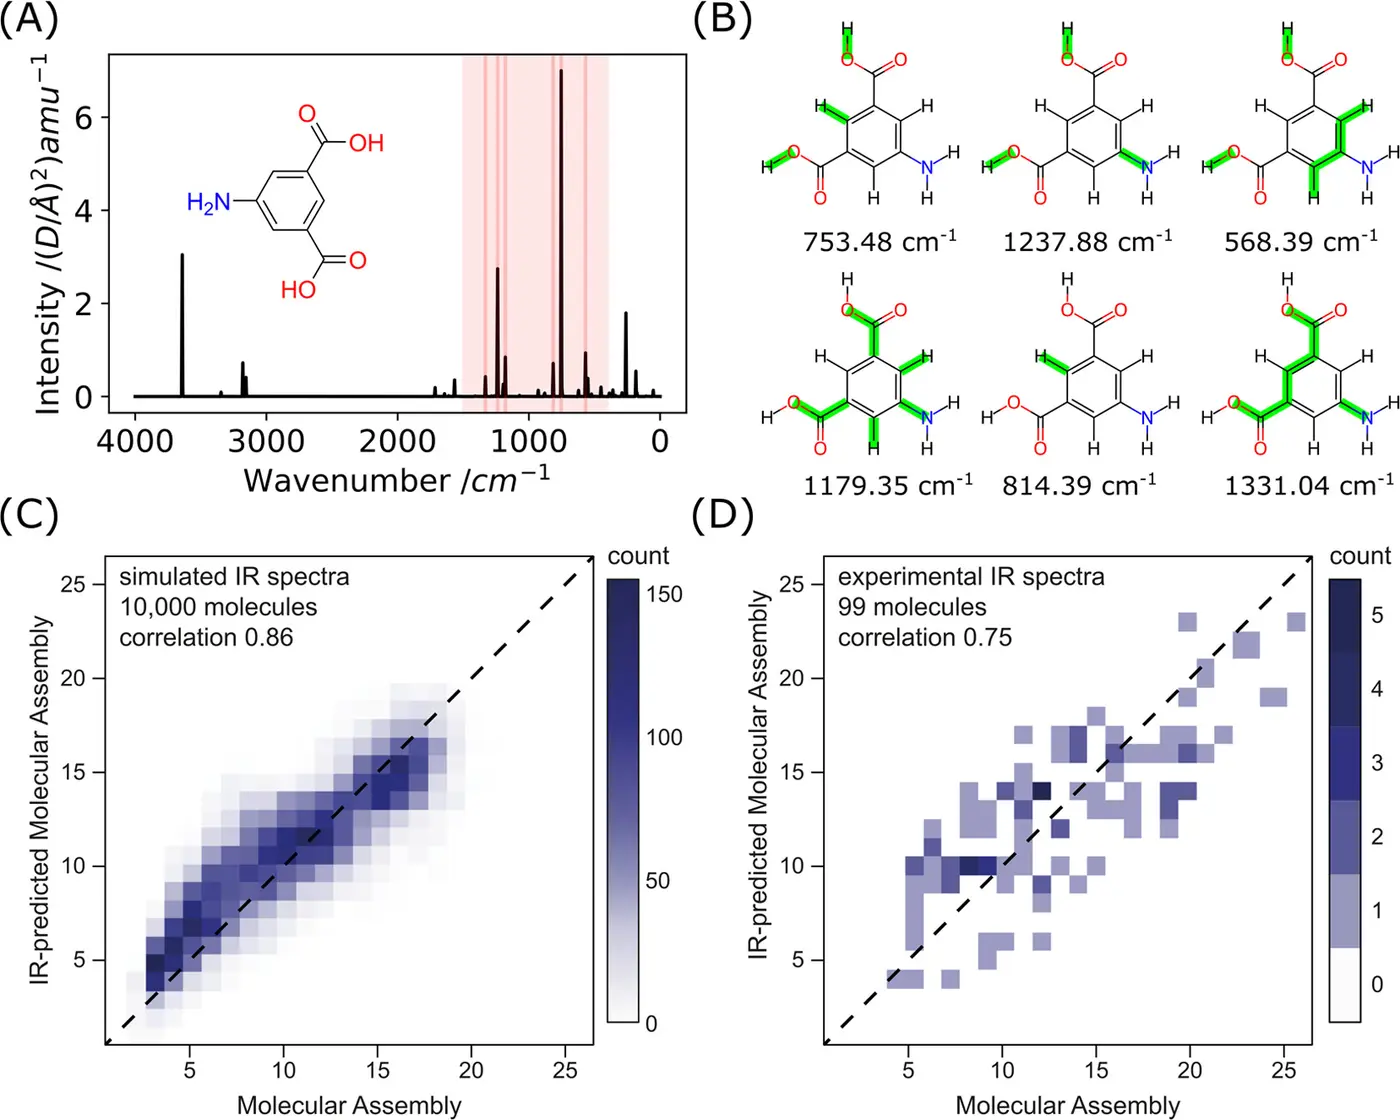 (A)
Intensity /(D/Å)²)amu⁻¹
6
4
2
0
4000 3000 2000 1000 0
Wavenumber /cm⁻¹
O
OH
H₂N
O
HO
(B)
H
O O
H H
H O N H
O H H
753.48 cm⁻¹
H
O O
H H
H O N H
O H H
1237.88 cm⁻¹
H
O O
H H
H O N H
O H H
568.39 cm⁻¹
H
O O
H H
H O N H
O H H
1179.35 cm⁻¹
H
O O
H H
H O N H
O H H
814.39 cm⁻¹
H
O O
H H
H O N H
O H H
1331.04 cm⁻¹
(C)
simulated IR spectra
10,000 molecules
correlation 0.86
IR-predicted Molecular Assembly
25
20
15
10
5
5 10 15 20 25
Molecular Assembly
count
150
100
50
0
(D)
experimental IR spectra
99 molecules
correlation 0.75
IR-predicted Molecular Assembly
25
20
15
10
5
5 10 15 20 25
Molecular Assembly
count
5
4
3
2
1
0